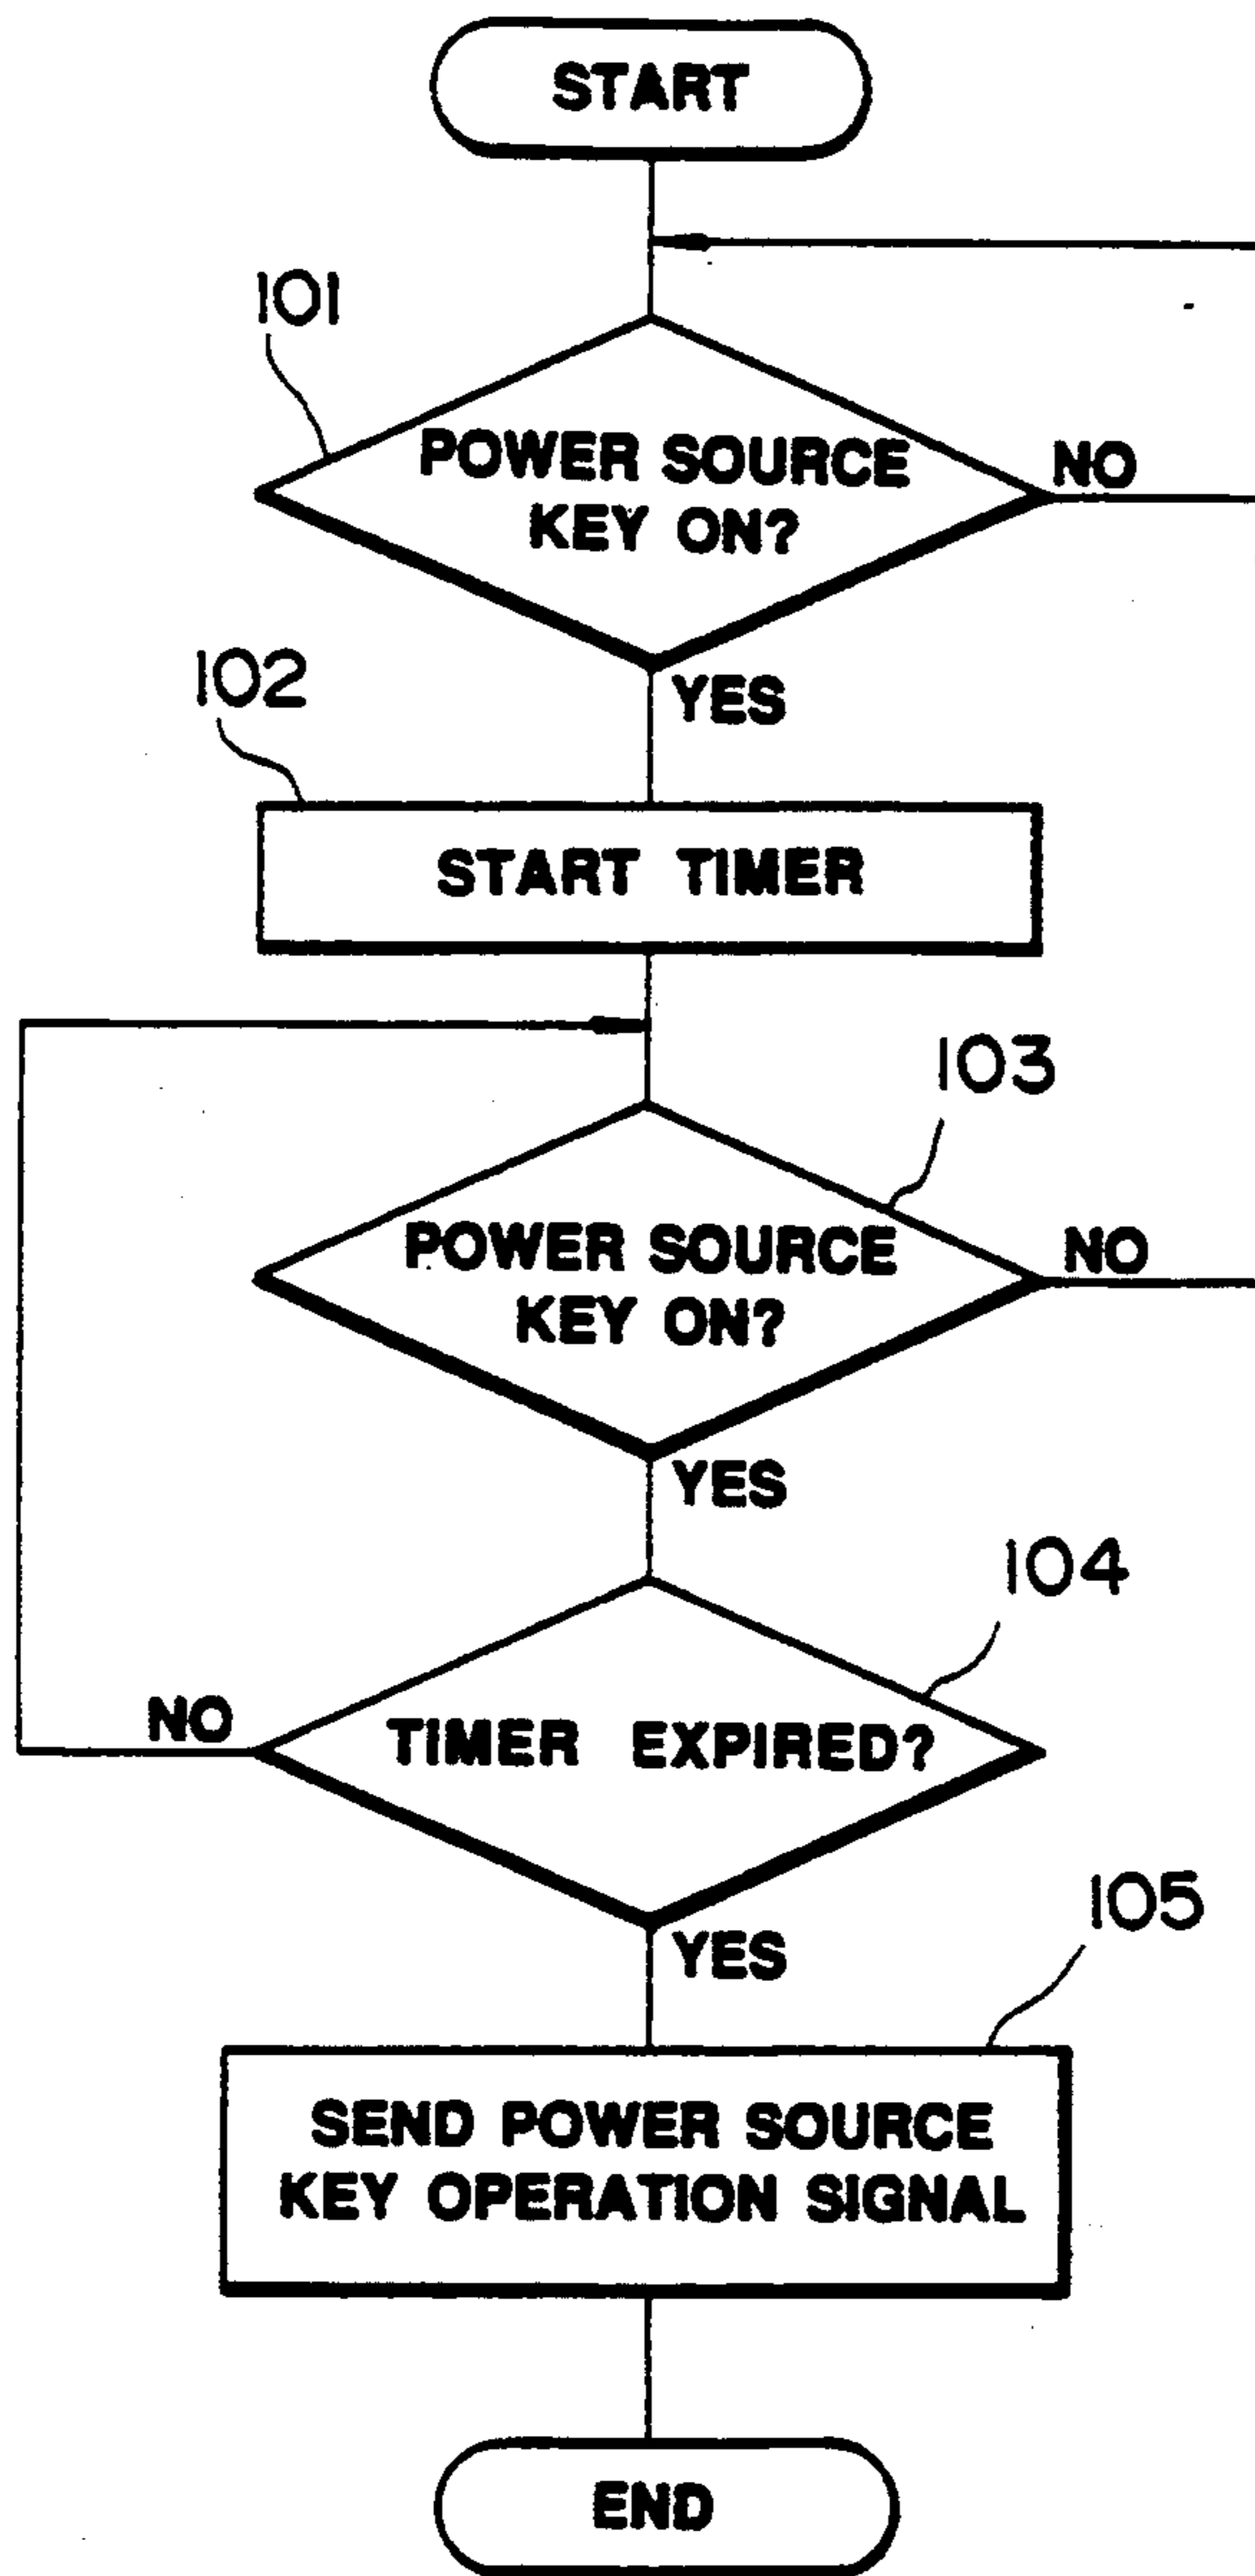 START
101
POWER SOURCE
KEY ON?
NO
YES
102
START TIMER
103
POWER SOURCE
KEY ON?
NO
YES
104
TIMER EXPIRED?
NO
YES
105
SEND POWER SOURCE
KEY OPERATION SIGNAL
END